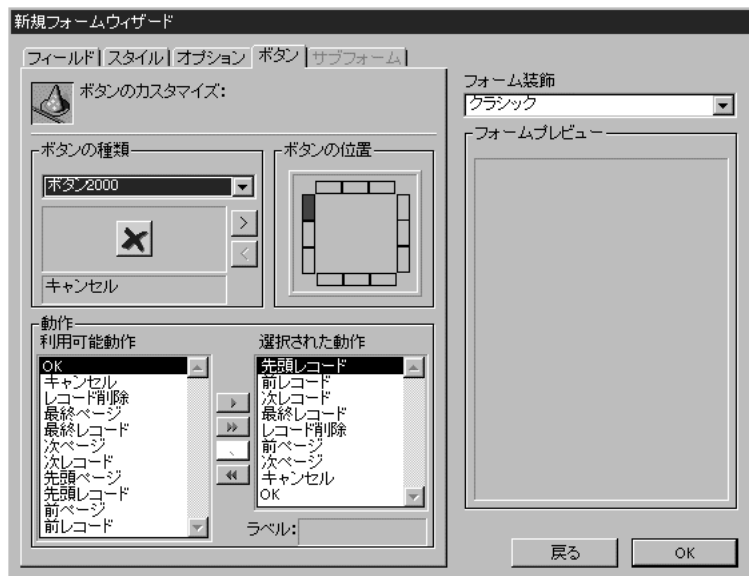 新規フォームウィザード
フィールド スタイル オプション ボタン サブフォーム
ボタンのカスタマイズ:
フォーム装飾
クラシック
フォームプレビュー
ボタンの種類
ボタン2000
>
<
キャンセル
ボタンの位置
動作
利用可能動作
OK
キャンセル
レコード削除
最終ページ
最終レコード
次ページ
次レコード
先頭ページ
先頭レコード
前ページ
前レコード
選択された動作
先頭レコード
前レコード
次レコード
最終レコード
レコード削除
前ページ
次ページ
キャンセル
OK
ラベル:
戻る
OK